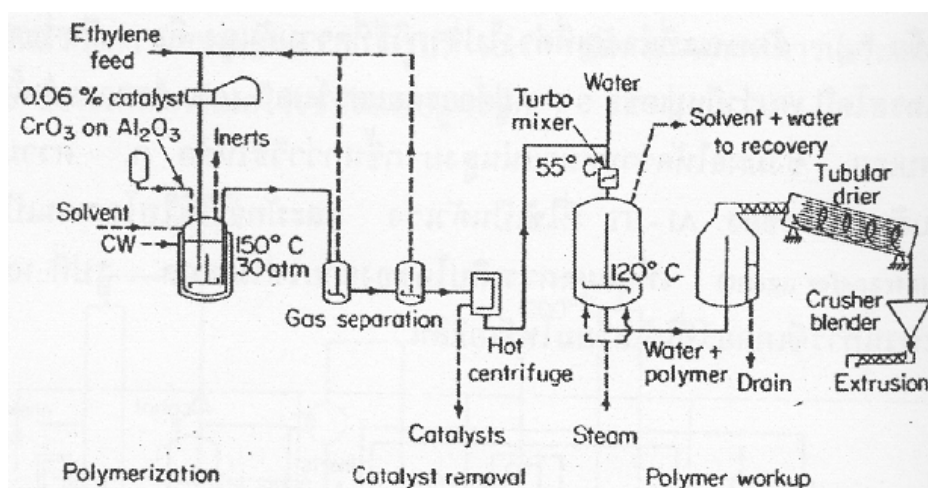 Ethylene
feed
0.06 % catalyst
CrO₃ on Al₂O₃
Inerts
Solvent
CW
150° C
30 atm
Gas separation
Water
Turbo
mixer
55° C
Solvent + water
to recovery
Tubular
drier
120° C
Crusher
blender
Hot
centrifuge
Water +
polymer
Drain
Extrusion
Catalysts
Steam
Polymerization
Catalyst removal
Polymer workup